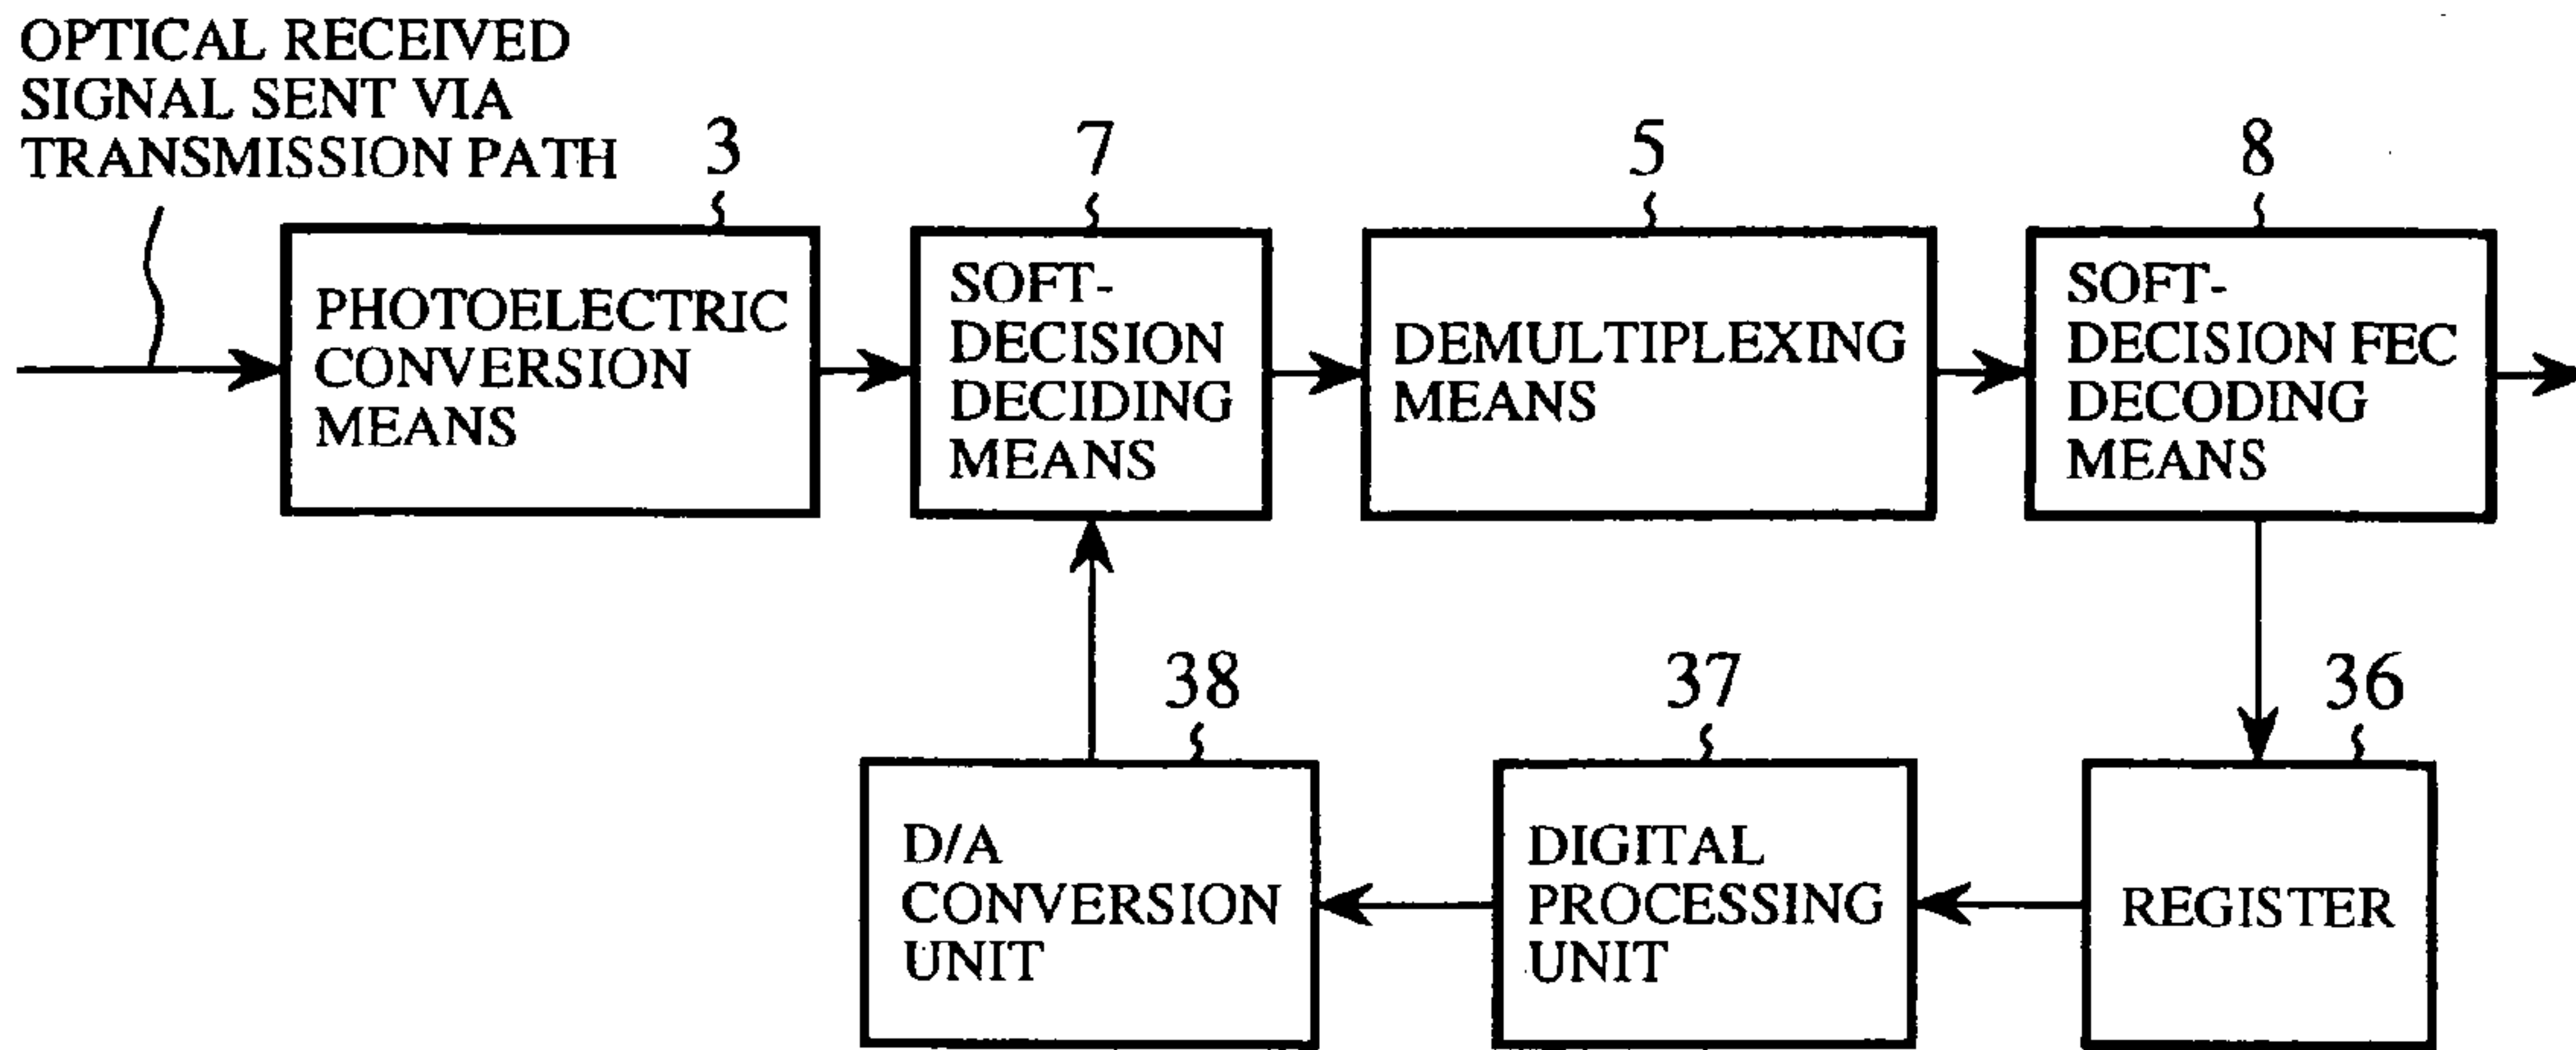 OPTICAL RECEIVED
SIGNAL SENT VIA
TRANSMISSION PATH
3
7
5
8
PHOTOELECTRIC
CONVERSION
MEANS
SOFT-
DECISION
DECIDING
MEANS
DEMULTIPLEXING
MEANS
SOFT-
DECISION FEC
DECODING
MEANS
38
37
36
D/A
CONVERSION
UNIT
DIGITAL
PROCESSING
UNIT
REGISTER